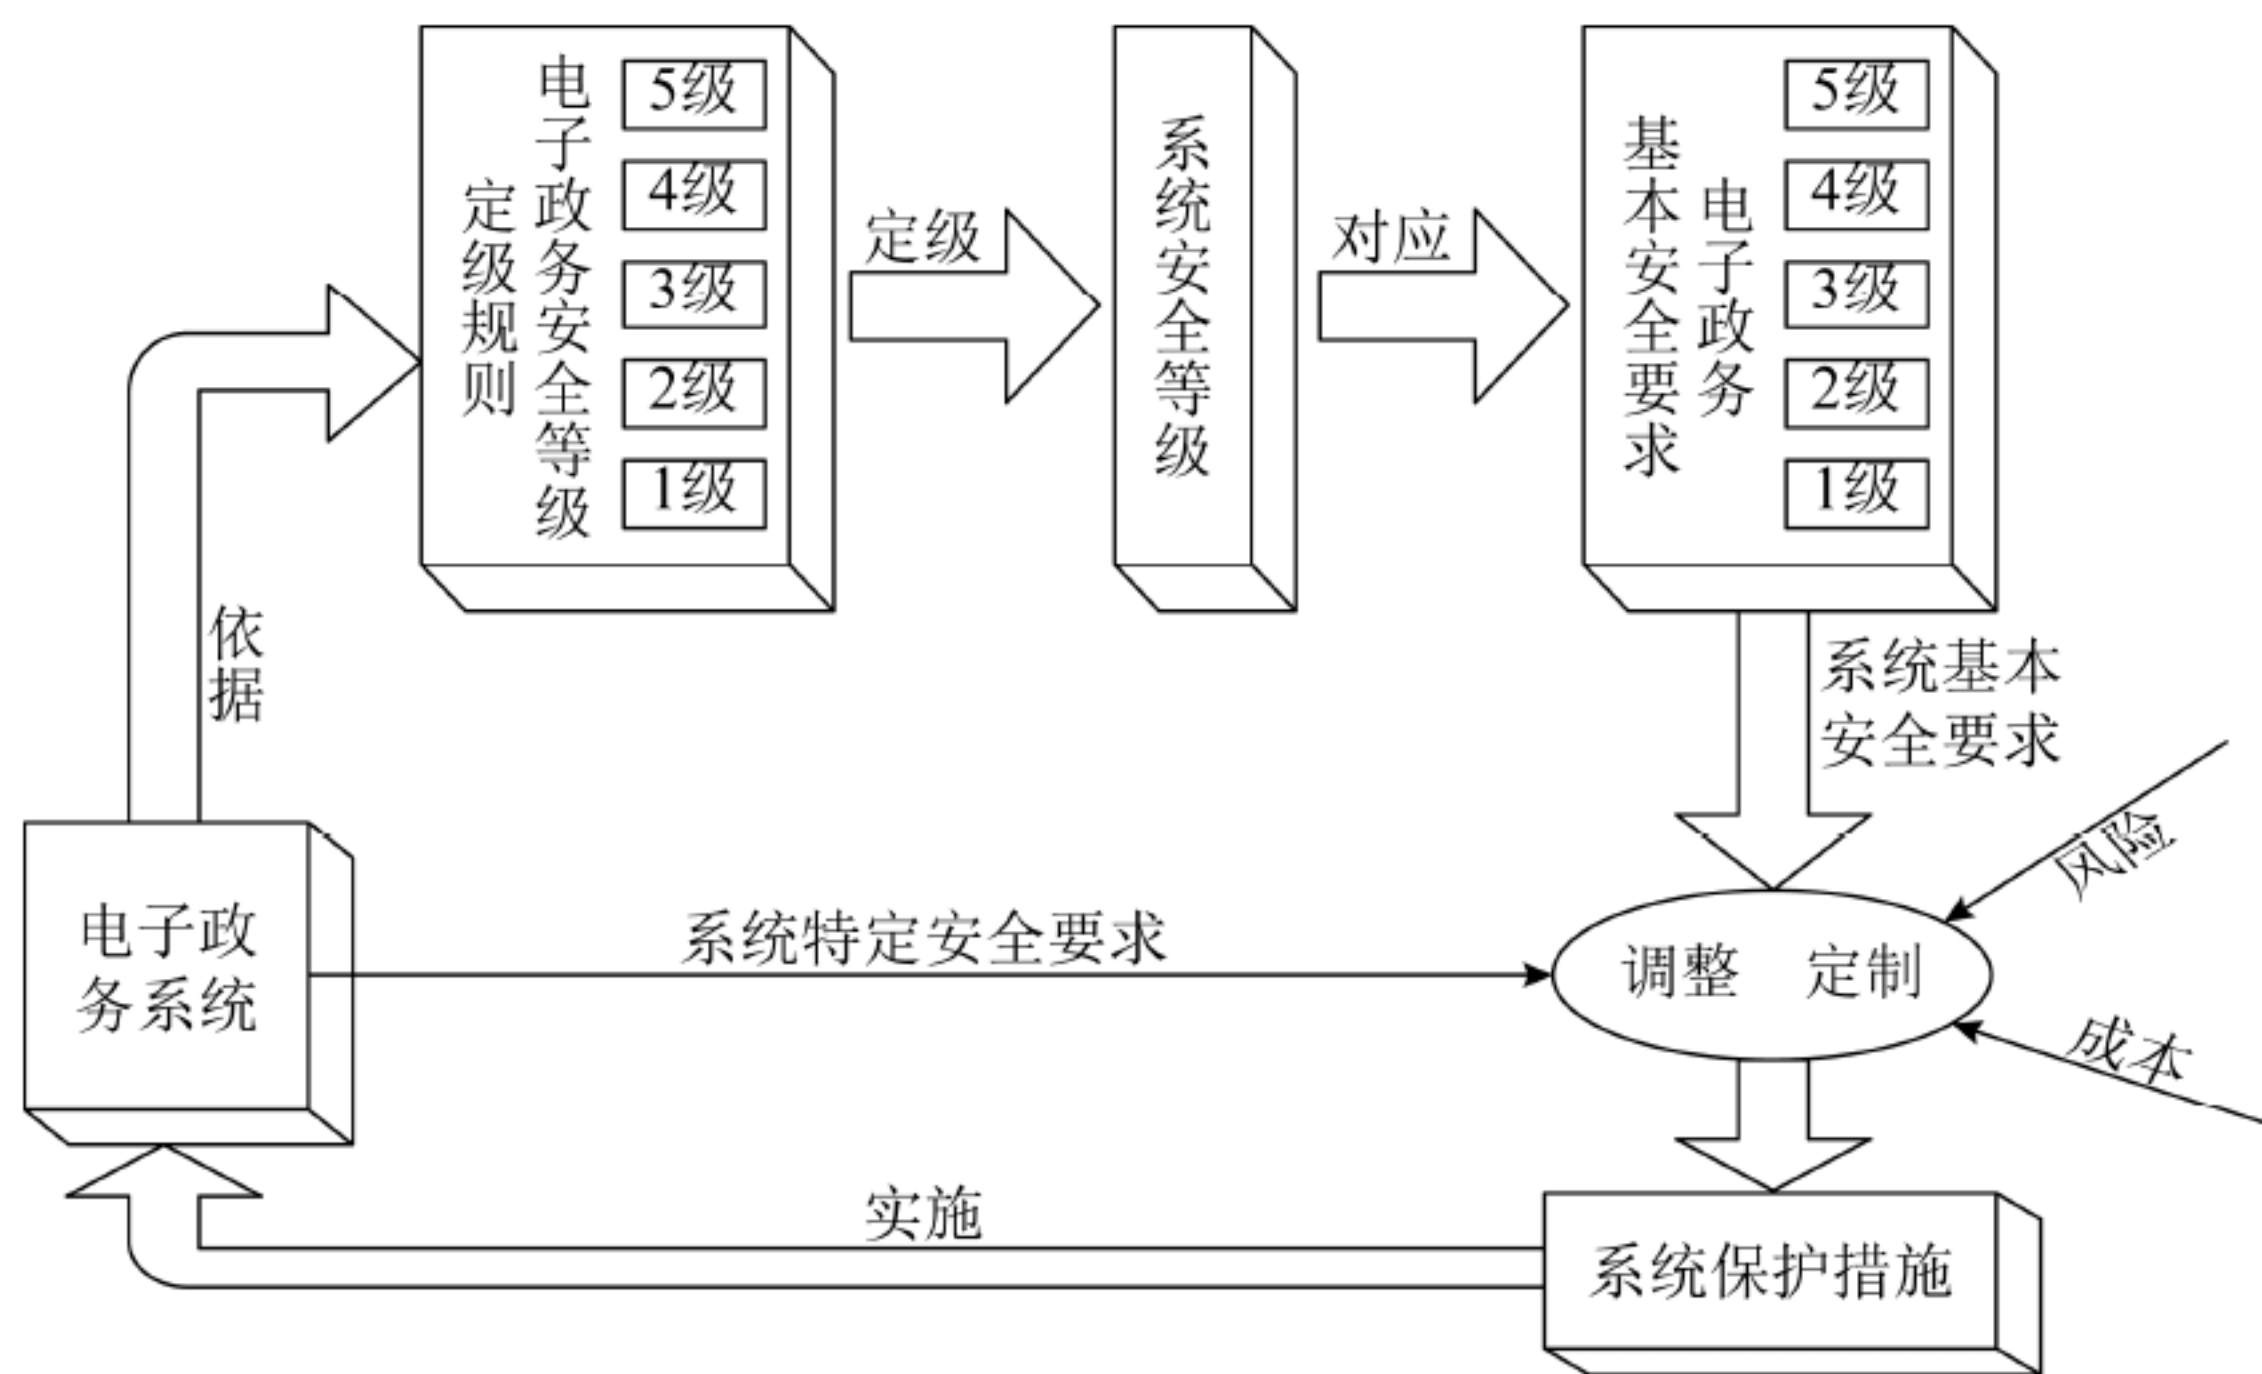 电子政务安全等级
定级规则
5级
4级
3级
2级
1级
定级
系统安全等级
对应
基本安全要求
电子政务
5级
4级
3级
2级
1级
依据
系统基本
安全要求
风险
电子政
务系统
系统特定安全要求
调整 定制
成本
实施
系统保护措施